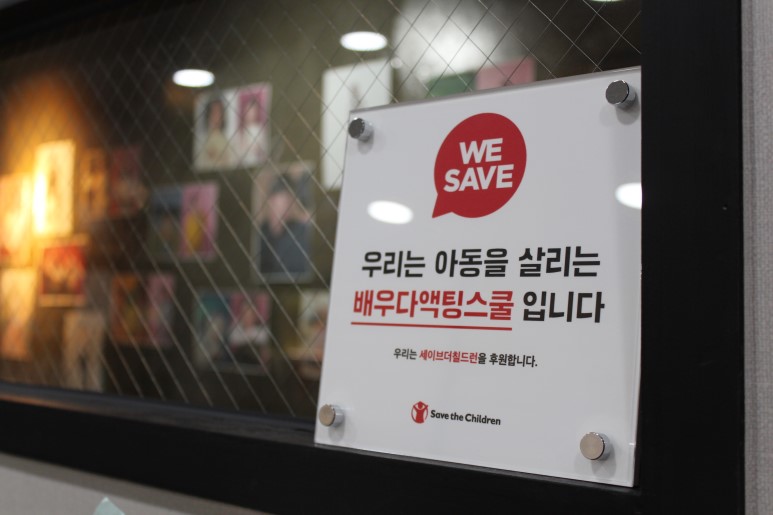 WE
SAVE
우리는 아동을 살리는
배우다액팅스쿨 입니다
우리는 세이브더칠드런을 후원합니다.
Save the Children